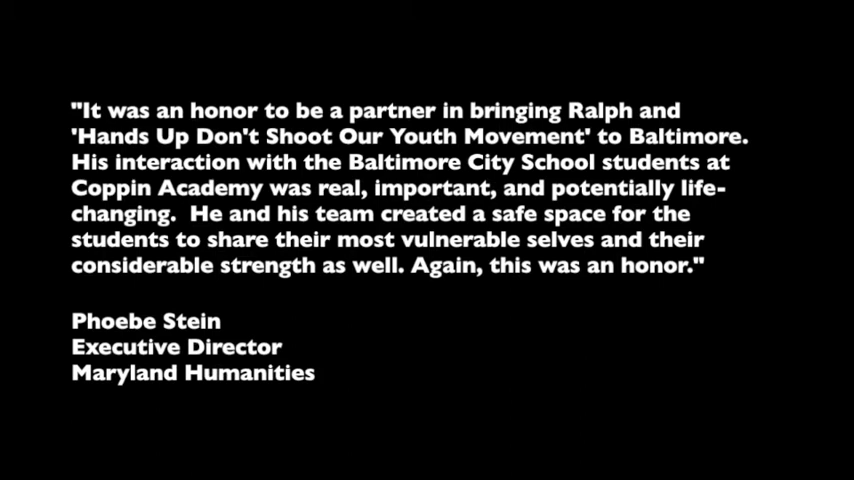 "It was an honor to be a partner in bringing Ralph and
'Hands Up Don't Shoot Our Youth Movement' to Baltimore.
His interaction with the Baltimore City School students at
Coppin Academy was real, important, and potentially life-
changing.  He and his team created a safe space for the
students to share their most vulnerable selves and their
considerable strength as well. Again, this was an honor."
Phoebe Stein
Executive Director
Maryland Humanities